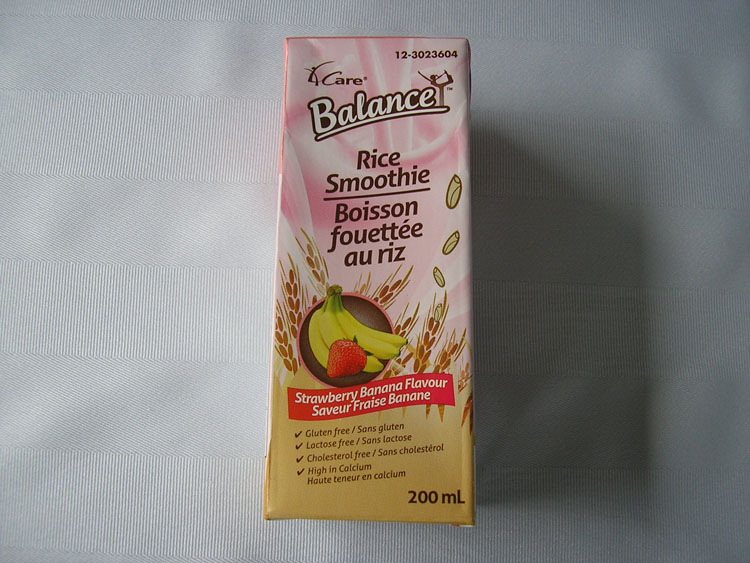 12-3023604
Care®
Balance™
Rice
Smoothie
Boisson
fouettée
au riz
Strawberry Banana Flavour
Saveur Fraise Banane
✔ Gluten free / Sans gluten
✔ Lactose free / Sans lactose
✔ Cholesterol free / Sans cholestérol
✔ High in Calcium
Haute teneur en calcium
200 mL